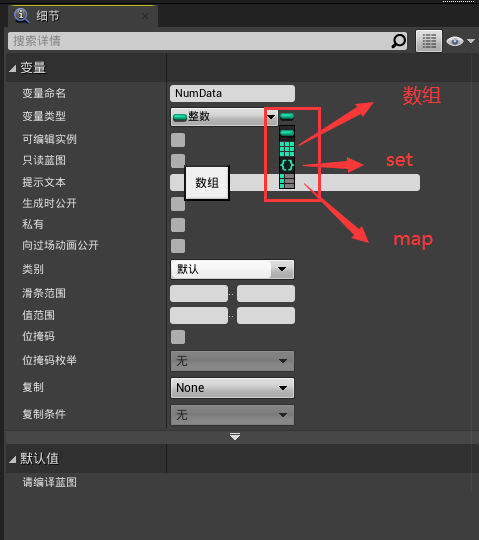 细节
搜索详情
变量
变量命名 NumData
变量类型 整数
数组
可编辑实例
只读蓝图
set
提示文本
数组
生成时公开
私有
map
向过场动画公开
类别 默认
滑条范围 ..
值范围 ..
位掩码
位掩码枚举 无
复制 None
复制条件 无
默认值
请编译蓝图